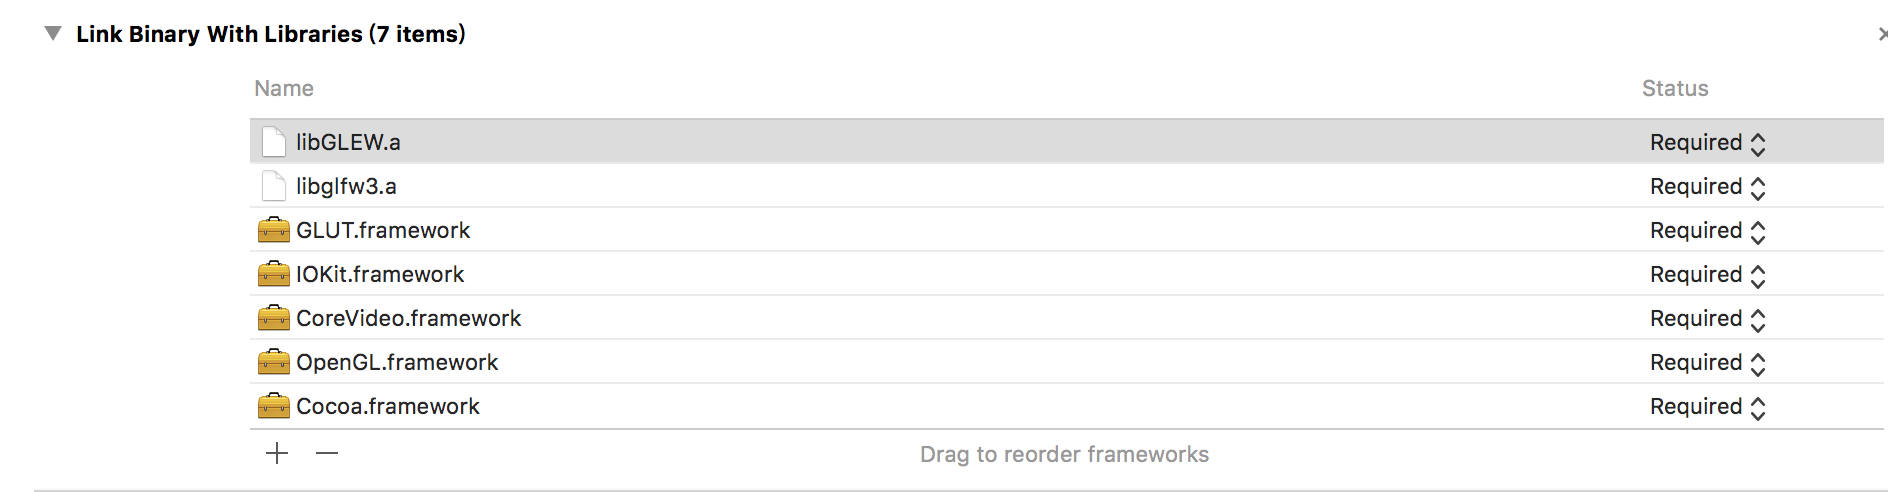 Link Binary With Libraries (7 items)
Name Status
libGLEW.a Required
libglfw3.a Required
GLUT.framework Required
IOKit.framework Required
CoreVideo.framework Required
OpenGL.framework Required
Cocoa.framework Required
Drag to reorder frameworks